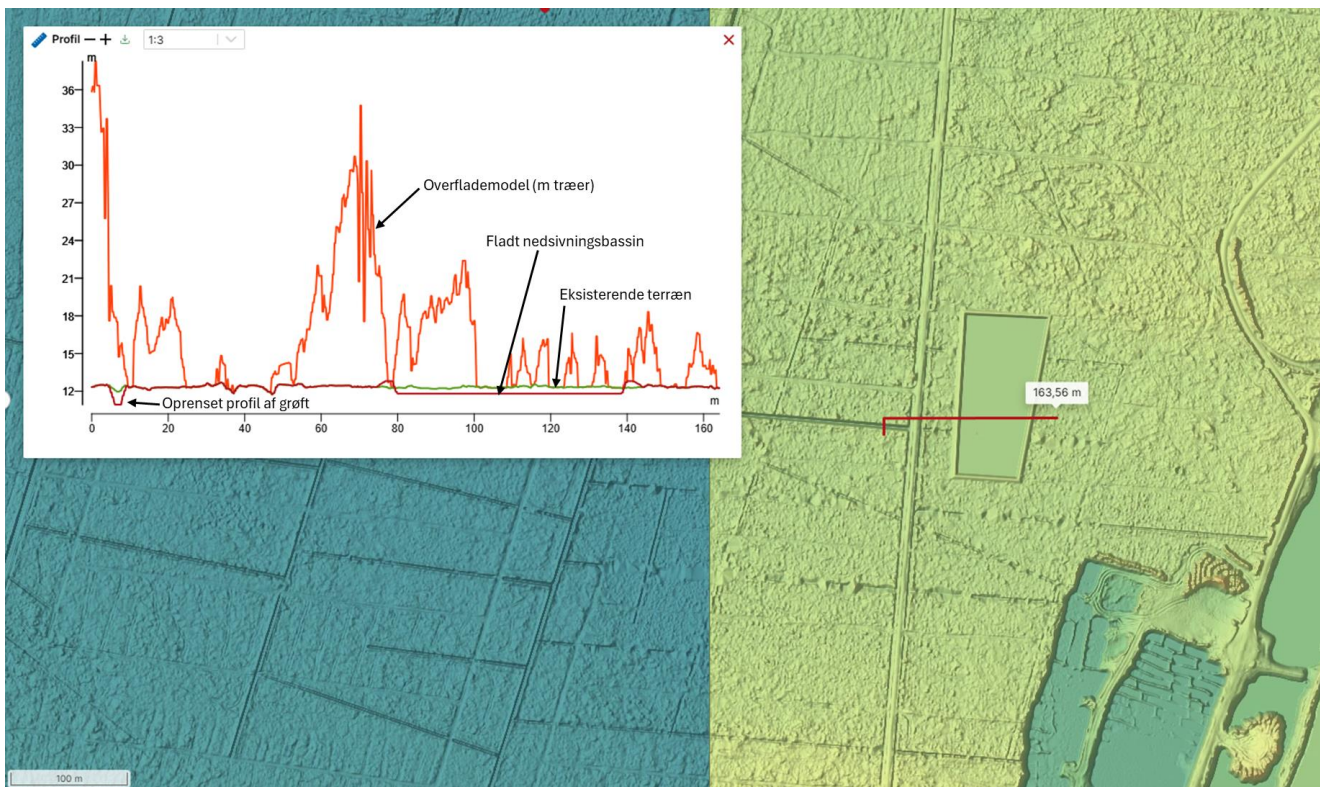 Profil
1:3
m
36
33
30
27
24
21
18
15
12
Overflademodel (m træer)
Fladt nedsivningsbassin
Eksisterende terræn
Oprenset profil af grøft
m
0 20 40 60 80 100 120 140 160
163,56 m
100 m